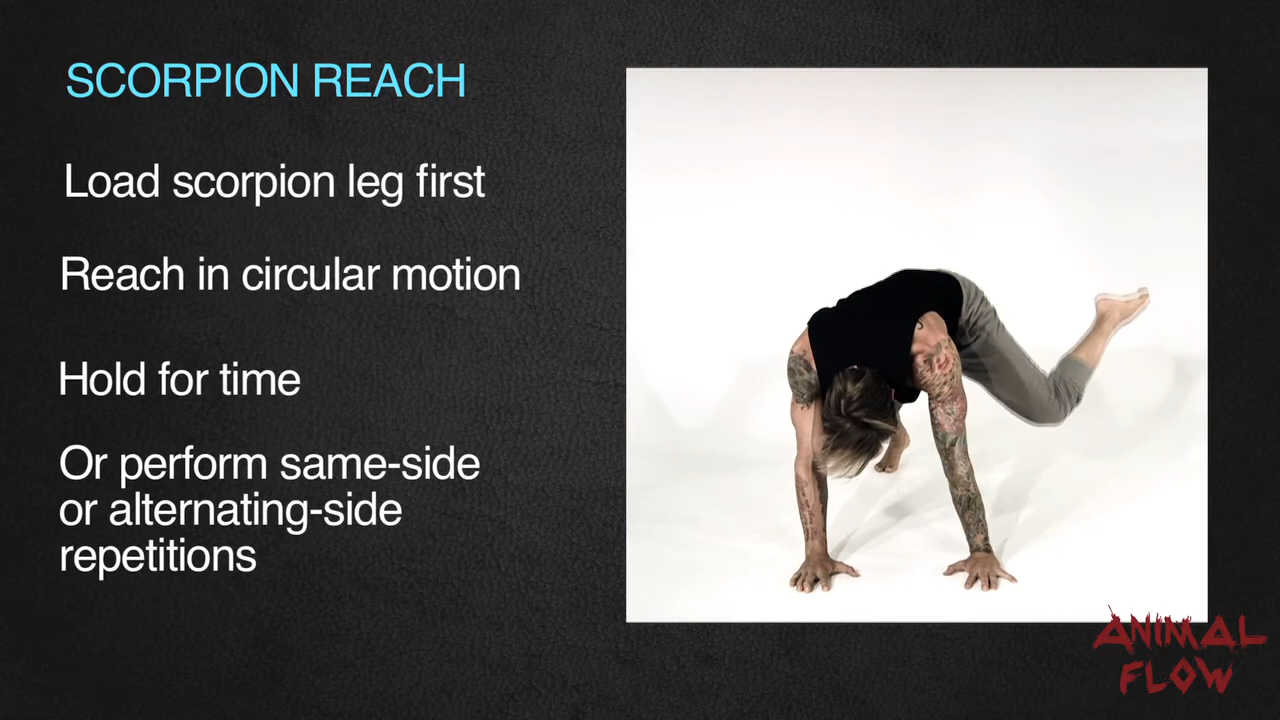 SCORPION REACH
Load scorpion leg first
Reach in circular motion
Hold for time
Or perform same-side
or alternating-side
repetitions
ANIMAL
FLOW